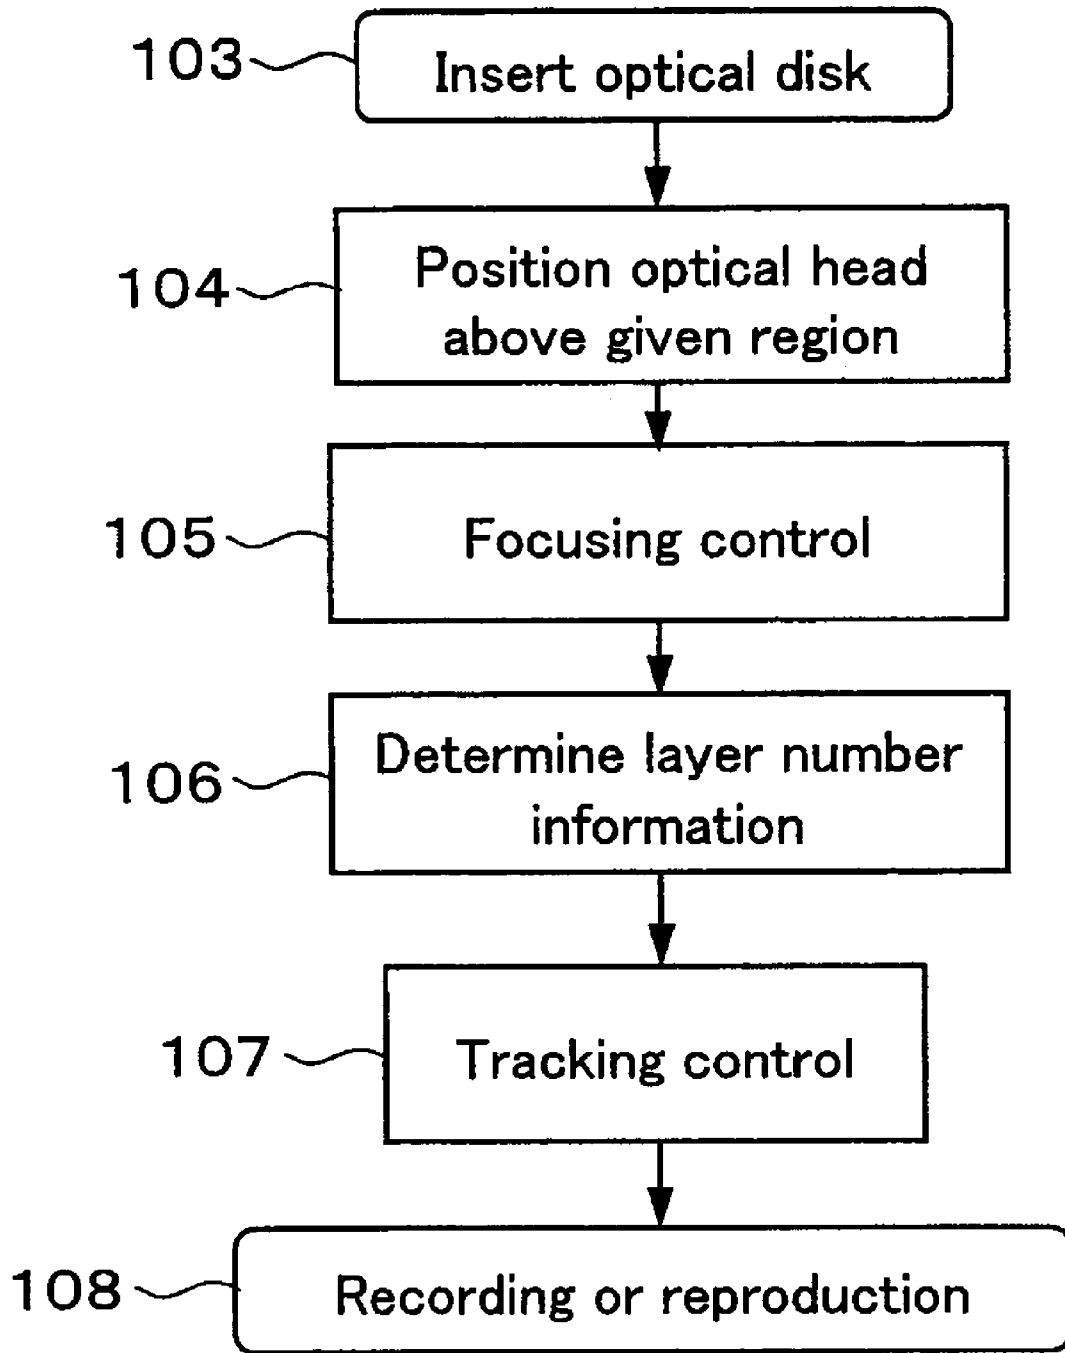 103
Insert optical disk
104
Position optical head
above given region
105
Focusing control
106
Determine layer number
information
107
Tracking control
108
Recording or reproduction